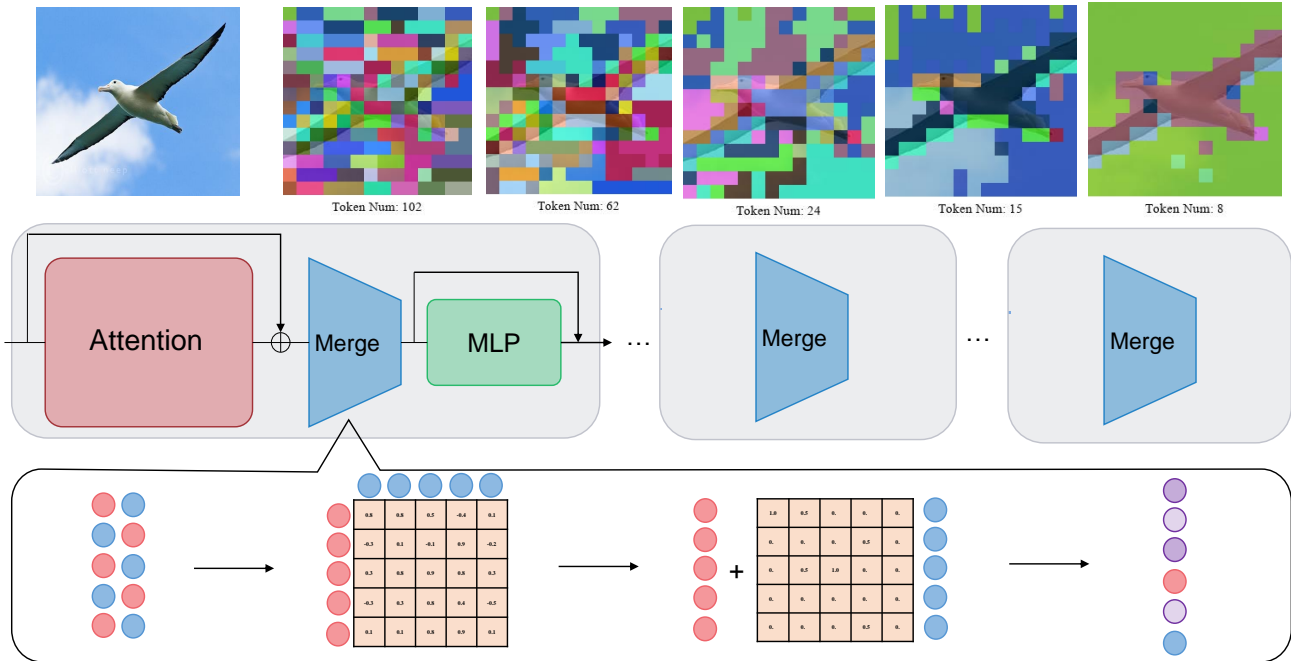 Token Num: 102
Token Num: 62
Token Num: 24
Token Num: 15
Token Num: 8
Attention
Merge
MLP
...
Merge
...
Merge
0.8 0.8 0.5 -0.4 0.1
-0.3 0.1 -0.1 0.9 -0.2
0.3 0.8 0.9 0.8 0.3
-0.3 0.3 0.8 0.4 -0.5
0.1 0.1 0.8 0.9 0.1
+
1.0 0.5 0. 0. 0.
0. 0. 0. 0.5 0.
0. 0.5 1.0 0. 0.
0. 0. 0. 0. 0.
0. 0. 0. 0.5 0.